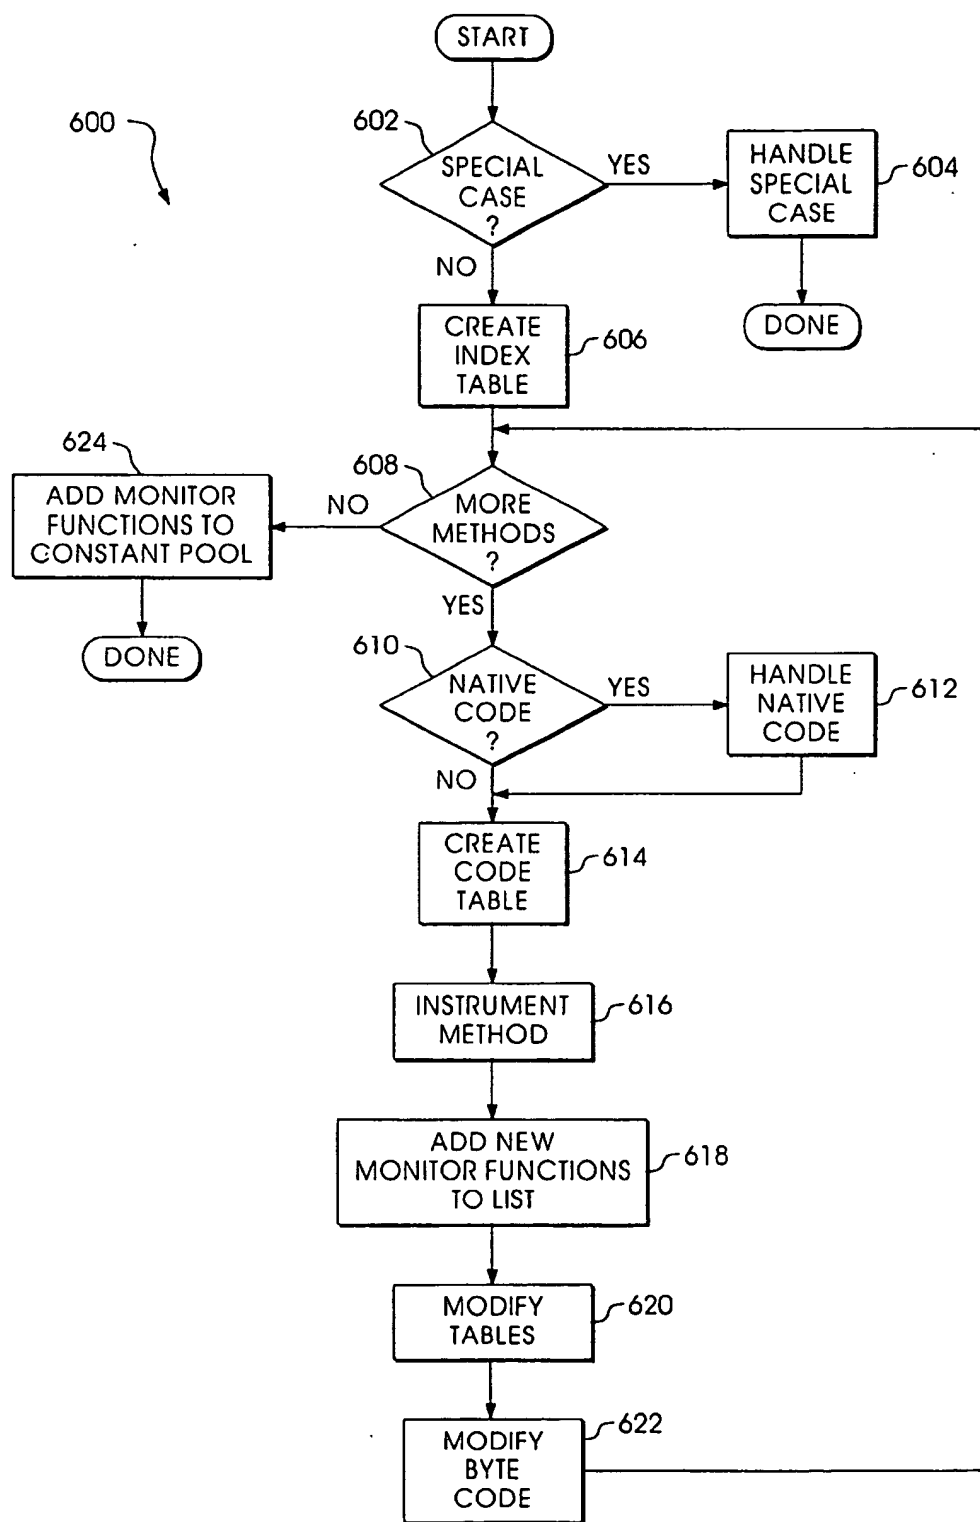 START
600
602
SPECIAL
CASE
?
YES
HANDLE
SPECIAL
CASE
604
NO
DONE
CREATE
INDEX
TABLE
606
624
ADD MONITOR
FUNCTIONS TO
CONSTANT POOL
NO
608
MORE
METHODS
?
YES
DONE
610
NATIVE
CODE
?
YES
HANDLE
NATIVE
CODE
612
NO
CREATE
CODE
TABLE
614
INSTRUMENT
METHOD
616
ADD NEW
MONITOR FUNCTIONS
TO LIST
618
MODIFY
TABLES
620
MODIFY
BYTE
CODE
622